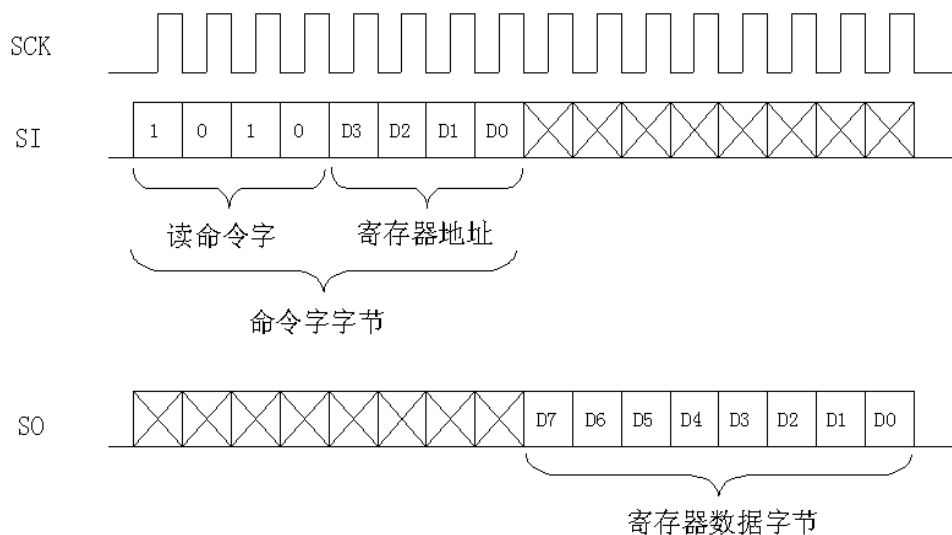 SCK
SI 1 0 1 0 D3 D2 D1 D0
读命令字 寄存器地址
命令字字节
SO D7 D6 D5 D4 D3 D2 D1 D0
寄存器数据字节